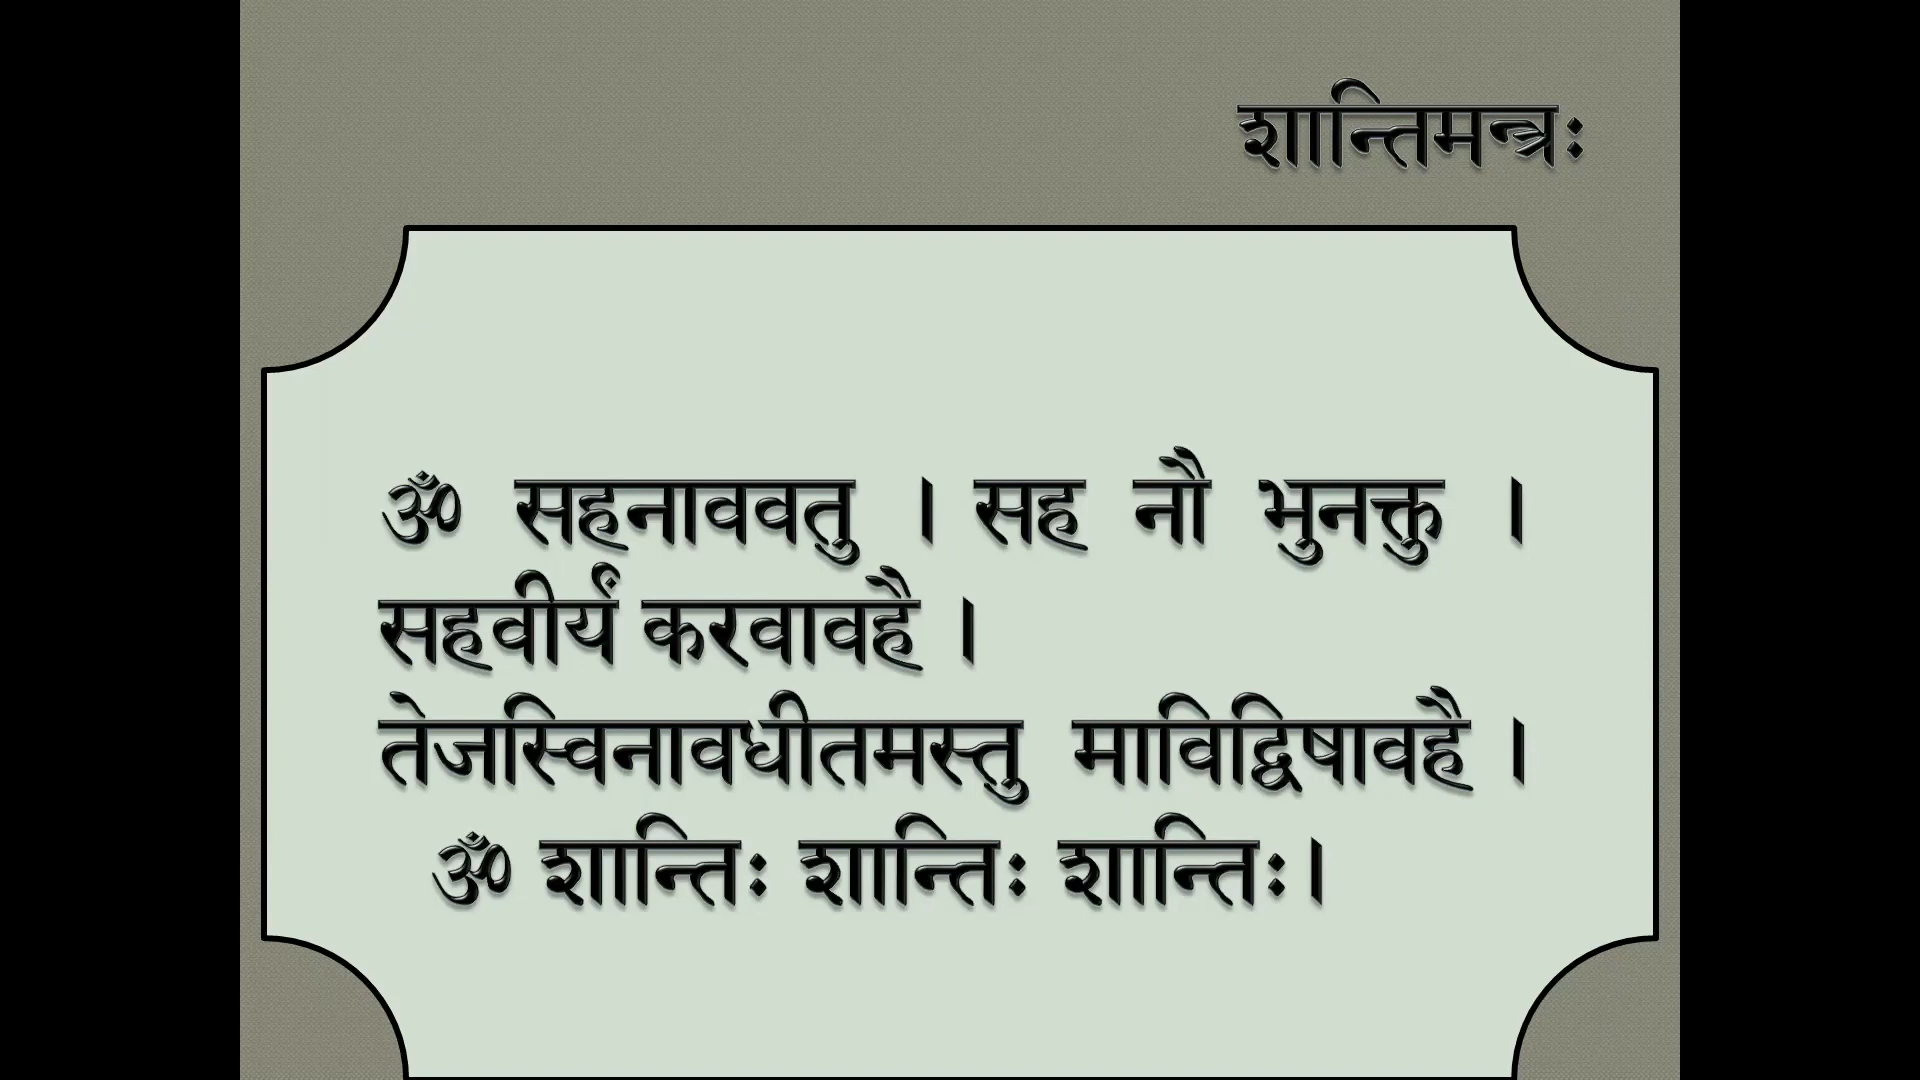 शान्तिमन्त्रः
ॐ सहनाववतु । सह नौ भुनक्तु ।
सहवीर्यं करवावहै ।
तेजस्विनावधीतमस्तु माविद्विषावहै ।
ॐ शान्तिः शान्तिः शान्तिः।